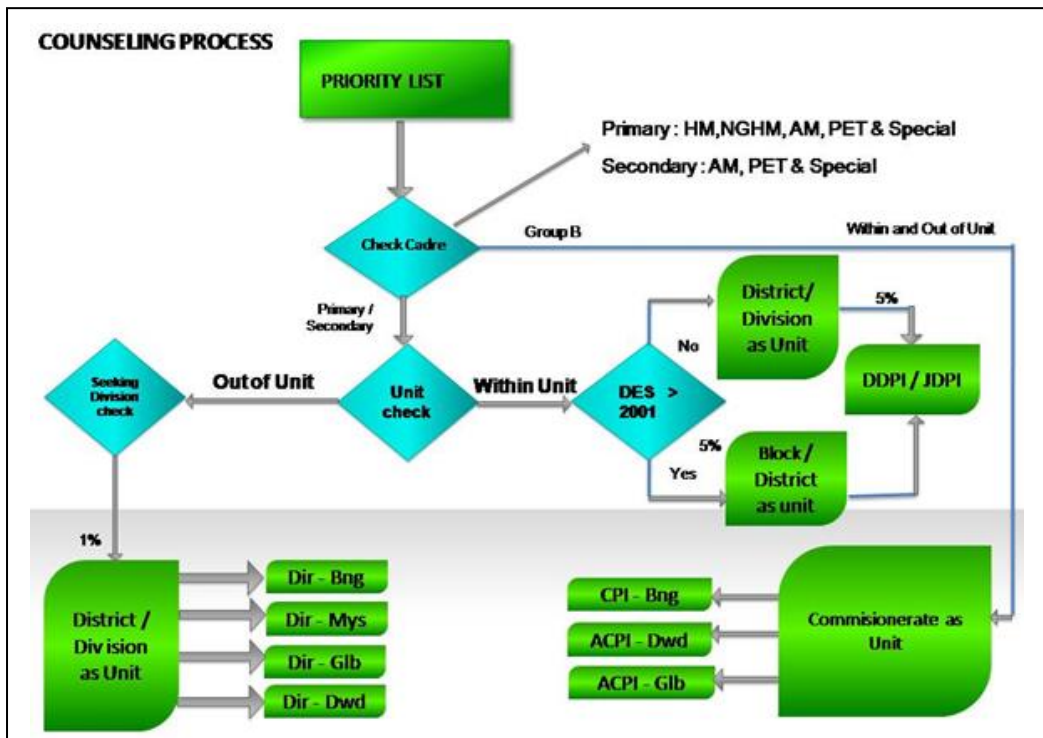 COUNSELING PROCESS
PRIORITY LIST
Primary : HM,NGHM, AM, PET & Special
Secondary : AM, PET & Special
Check Cadre
Group B
Within and Out of Unit
Primary /
Secondary
District/
Division
as Unit
5%
No
DDPI / JDPI
Seeking
Division
check
Out of Unit
Unit
check
Within Unit
DES >
2001
5%
Yes
Block /
District
as unit
1%
District /
Division
as Unit
Dir - Bng
Dir - Mys
Dir - Glb
Dir - Dwd
CPI - Bng
ACPI - Dwd
ACPI - Glb
Commisionerate as
Unit